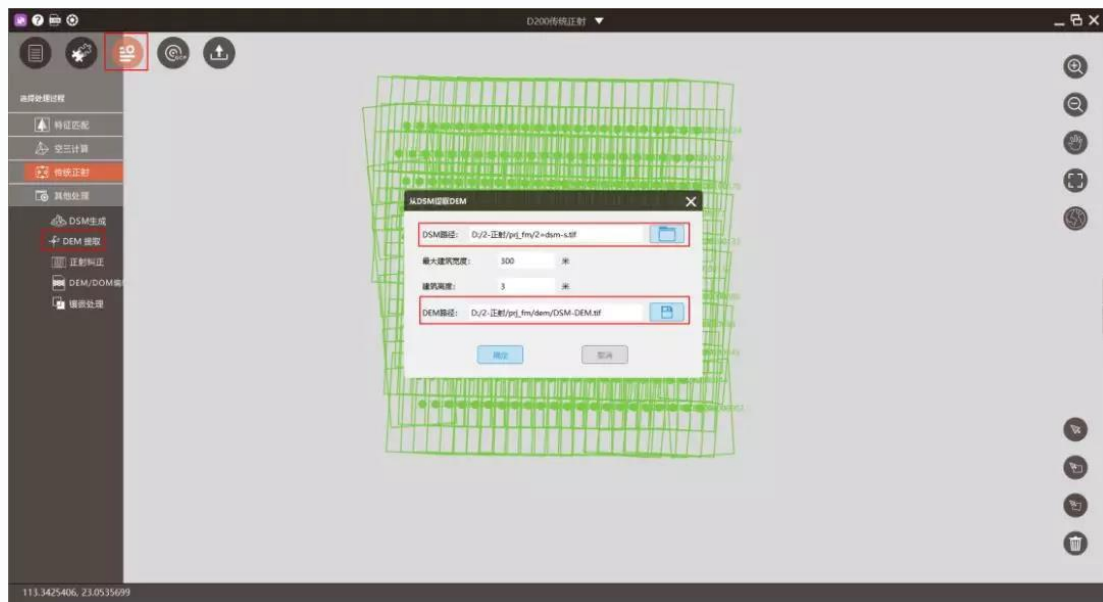 D200传统正射
选择处理过程
特征匹配
空三计算
传统正射
其他处理
DSM生成
DEM 提取
正射纠正
DEM/DOM编
镶嵌处理
从DSM提取DEM
DSM路径: D:/2-正射/prj_fm/2+dsm-s.tif
最大建筑宽度: 300 米
建筑高度: 3 米
DEM路径: D:/2-正射/prj_fm/dem/DSM-DEM.tif
确定 取消
113.3425406, 23.0535699